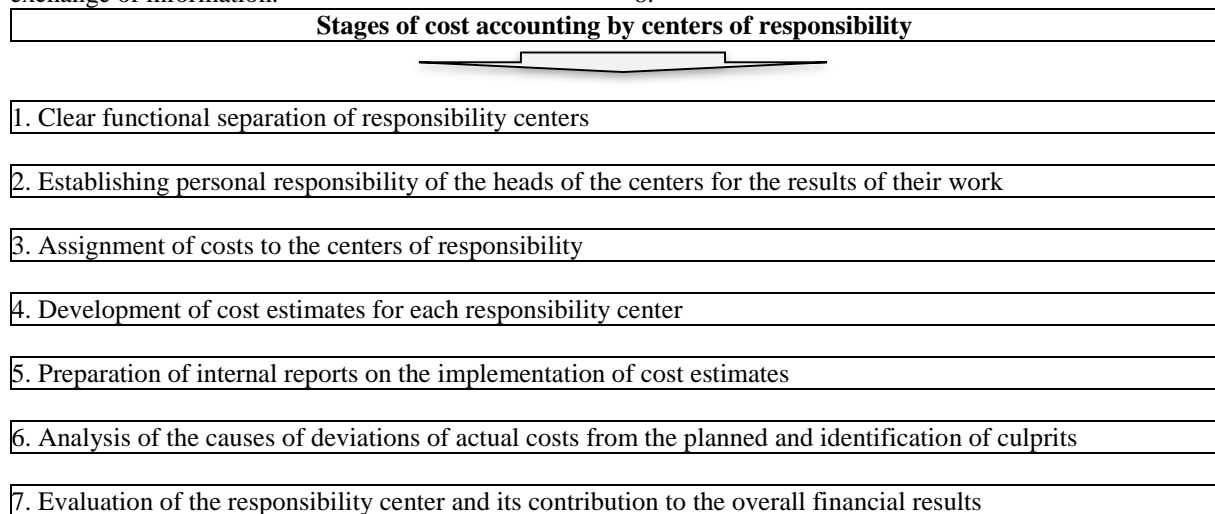 exchange of information.
Stages of cost accounting by centers of responsibility
1. Clear functional separation of responsibility centers
2. Establishing personal responsibility of the heads of the centers for the results of their work
3. Assignment of costs to the centers of responsibility
4. Development of cost estimates for each responsibility center
5. Preparation of internal reports on the implementation of cost estimates
6. Analysis of the causes of deviations of actual costs from the planned and identification of culprits
7. Evaluation of the responsibility center and its contribution to the overall financial results